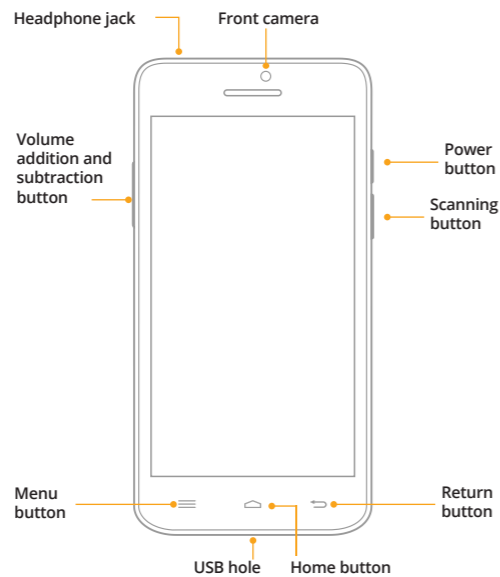 Headphone jack
Front camera
Volume
addition and
subtraction
button
Power
button
Scanning
button
Menu
button
Return
button
USB hole
Home button